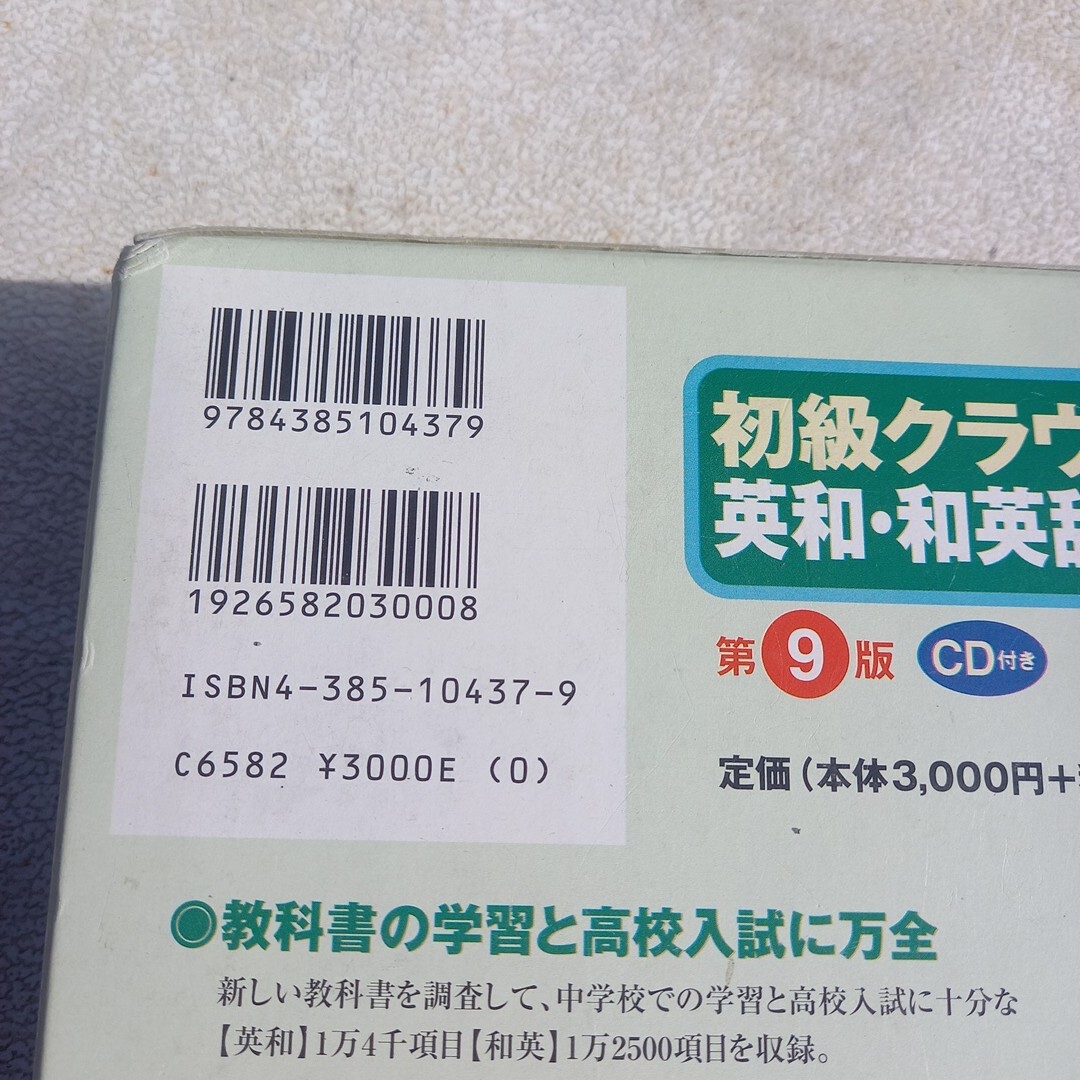 9784385104379
1926582030008
ISBN4-385-10437-9
C6582 ¥3000E (0)
初級クラウ
英和・和英辞
第9版 CD付き
定価(本体3,000円+
◉教科書の学習と高校入試に万全
新しい教科書を調査して、中学校での学習と高校入試に十分な
【英和】1万4千項目【和英】1万2500項目を収録。